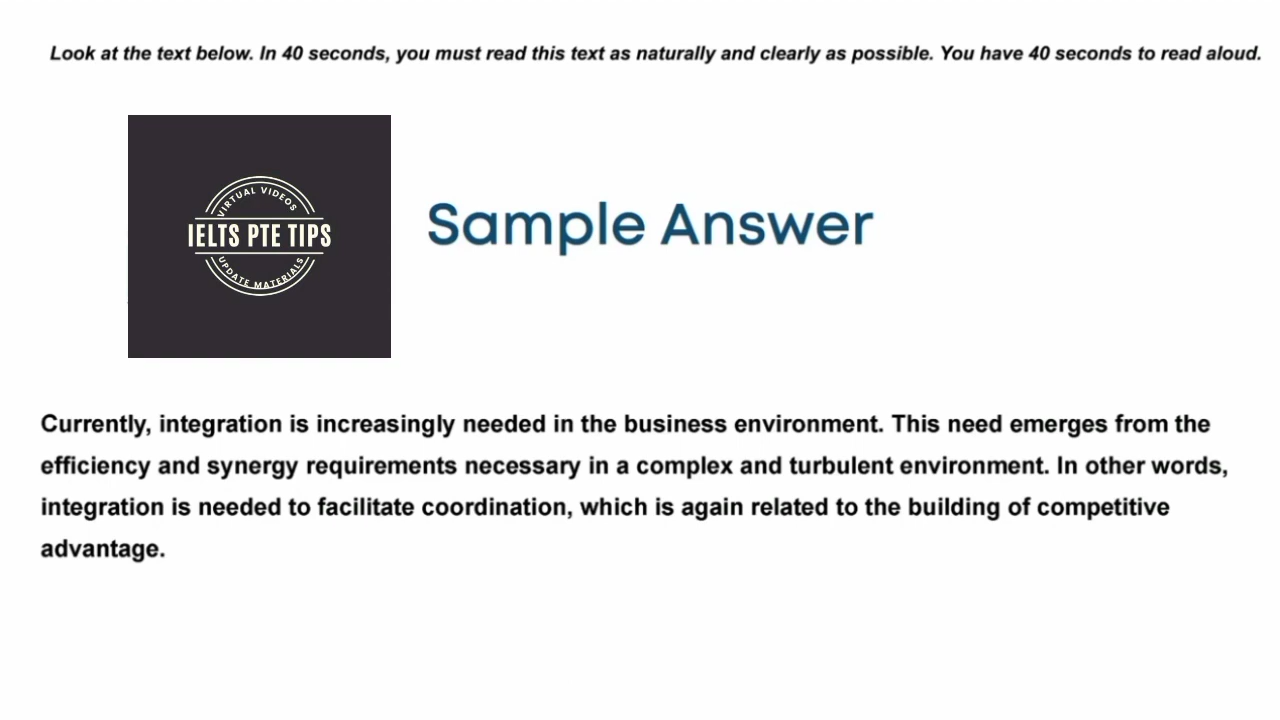 Look at the text below. In 40 seconds, you must read this text as naturally and clearly as possible. You have 40 seconds to read aloud.
VIRTUAL VIDEOS
IELTS PTE TIPS
UPDATE MATERIALS
Sample Answer
Currently, integration is increasingly needed in the business environment. This need emerges from the
efficiency and synergy requirements necessary in a complex and turbulent environment. In other words,
integration is needed to facilitate coordination, which is again related to the building of competitive
advantage.